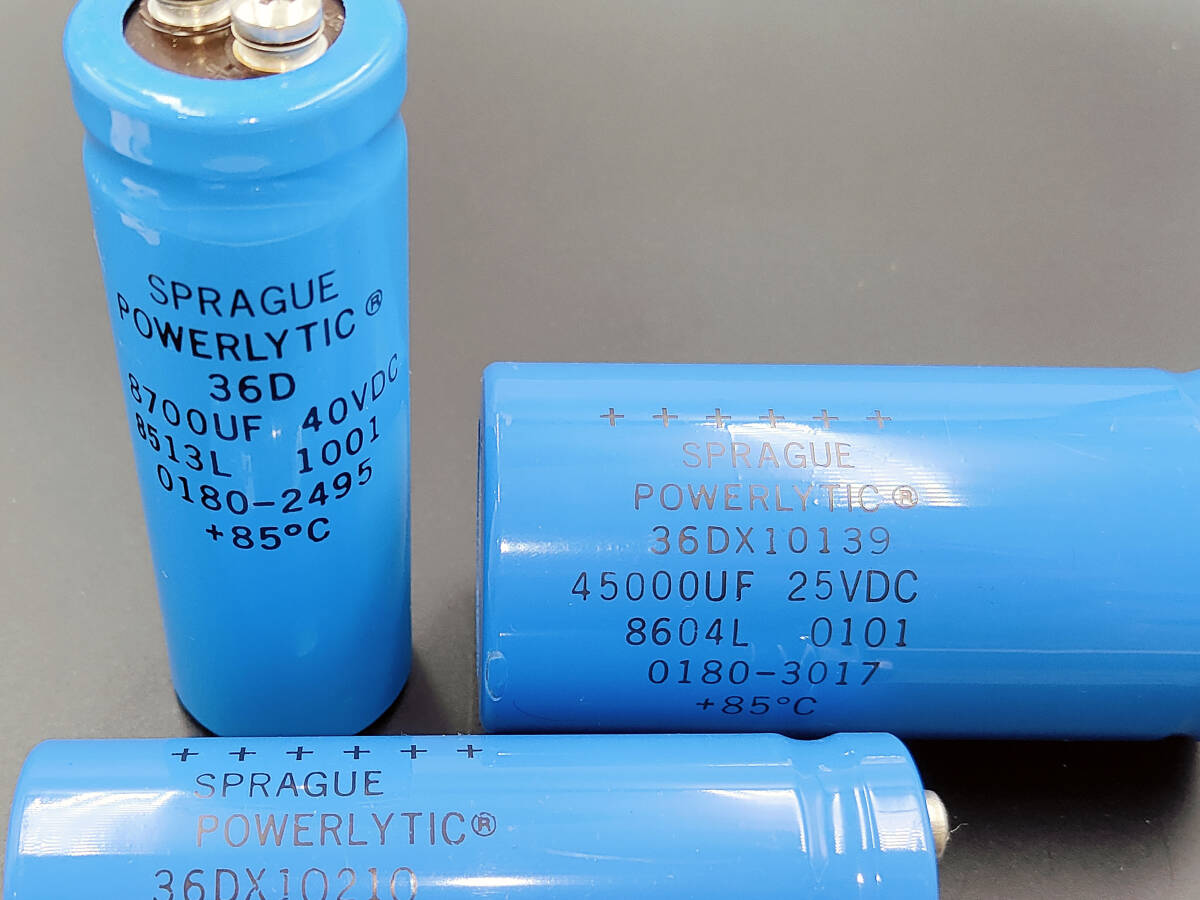 SPRAGUE
POWERLYTIC®
36D
8700UF 40VDC
8513L 1001
0180-2495
+85°C
+ + + + + +
SPRAGUE
POWERLYTIC®
36DX10139
45000UF 25VDC
8604L 0101
0180-3017
+85°C
+ + + + + +
SPRAGUE
POWERLYTIC®
36DX10210